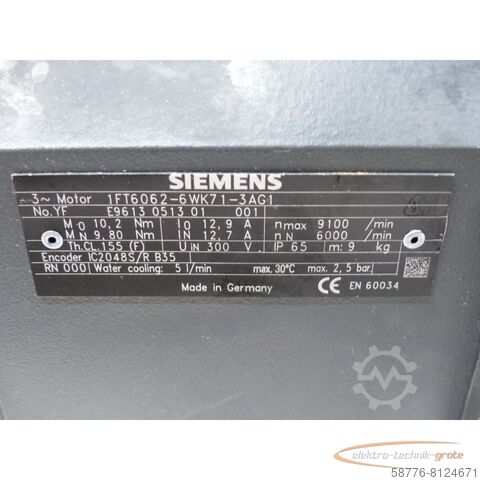 SIEMENS
3~ Motor 1FT6062-6WK71-3AG1
No.YF E9613 0513 01 001
M0 10,2 Nm I0 12,9 A nmax 9100 /min
MN 9,80 Nm IN 12,7 A nN 6000 /min
Th.CL.155 (F) UIN 300 V IP 65 m: 9 kg
Encoder IC2048S/R B35
RN 000 Water cooling: 5 l/min max. 30°C max. 2,5 bar
Made in Germany CE EN 60034
elektro-technik-grote
58776-8124671